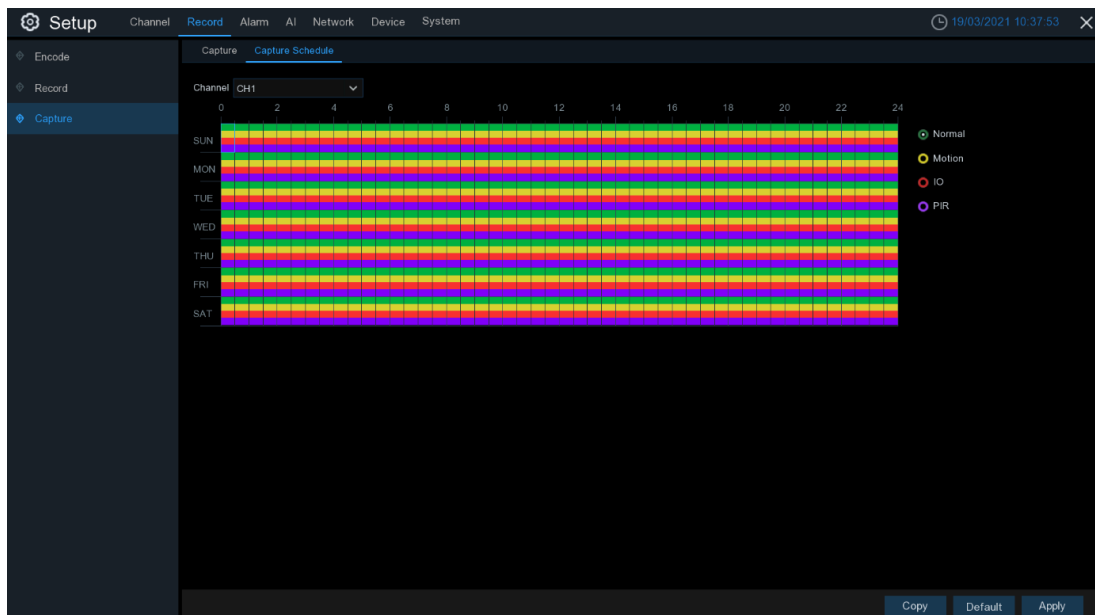 Setup Channel Record Alarm AI Network Device System 19/03/2021 10:37:53
Encode
Record
Capture
Capture Capture Schedule
Channel CH1
0 2 4 6 8 10 12 14 16 18 20 22 24
SUN
MON
TUE
WED
THU
FRI
SAT
Normal
Motion
IO
PIR
Copy Default Apply